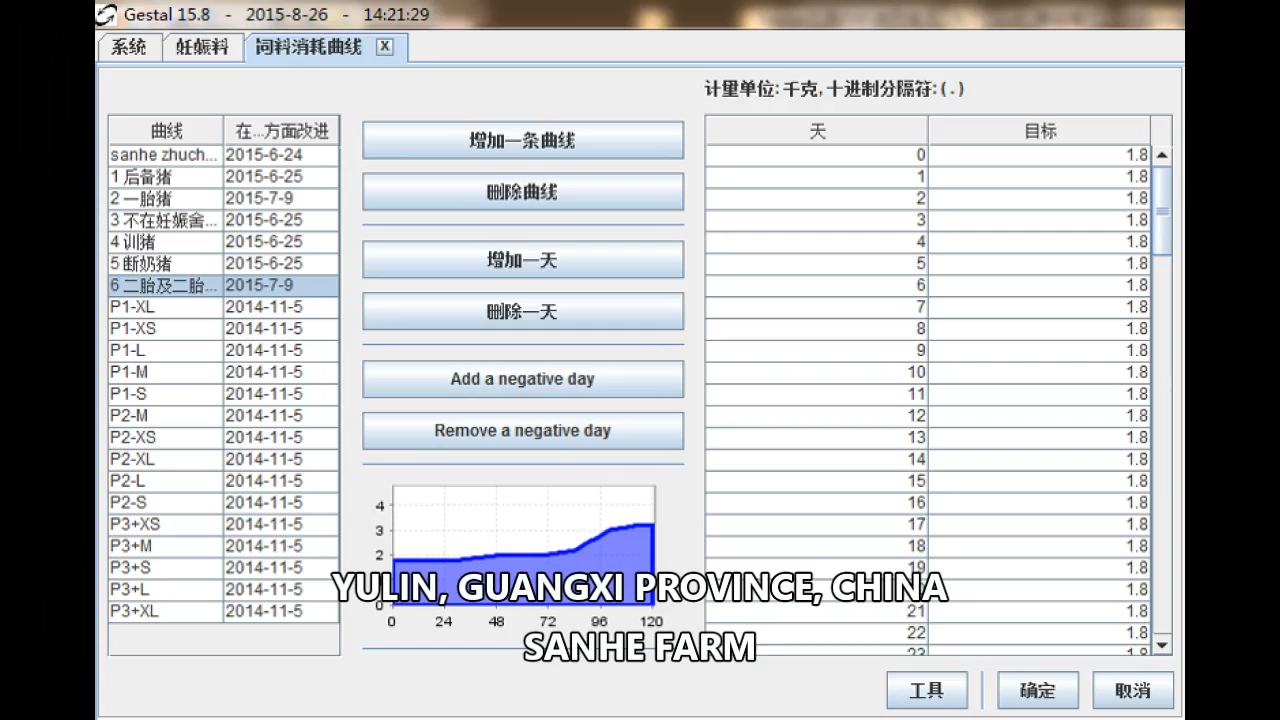 Gestal 15.8 - 2015-8-26 - 14:21:29
系统 妊娠料 饲料消耗曲线 X
计量单位: 千克, 十进制分隔符: (.)
曲线 在...方面改进
sanhe zhuch... 2015-6-24
1 后备猪 2015-6-25
2 一胎猪 2015-7-9
3 不在妊娠舍... 2015-6-25
4 训猪 2015-6-25
5 断奶猪 2015-6-25
6 二胎及二胎... 2015-7-9
P1-XL 2014-11-5
P1-XS 2014-11-5
P1-L 2014-11-5
P1-M 2014-11-5
P1-S 2014-11-5
P2-M 2014-11-5
P2-XS 2014-11-5
P2-XL 2014-11-5
P2-L 2014-11-5
P2-S 2014-11-5
P3+XS 2014-11-5
P3+M 2014-11-5
P3+S 2014-11-5
P3+L 2014-11-5
P3+XL 2014-11-5
增加一条曲线
删除曲线
增加一天
删除一天
Add a negative day
Remove a negative day
4
3
2
0
0 24 48 72 96 120
天 目标
0 1.8
1 1.8
2 1.8
3 1.8
4 1.8
5 1.8
6 1.8
7 1.8
8 1.8
9 1.8
10 1.8
11 1.8
12 1.8
13 1.8
14 1.8
15 1.8
16 1.8
17 1.8
18 1.8
19 1.8
1.8
21 1.8
22 1.8
23 1.8
YULIN, GUANGXI PROVINCE, CHINA
SANHE FARM
工具 确定 取消